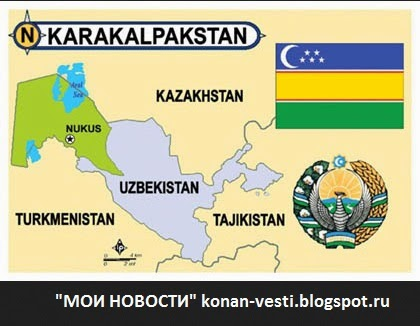 N KARAKALPAKSTAN
Aral
Sea
KAZAKHSTAN
NUKUS
UZBEKISTAN
TURKMENISTAN
TAJIKISTAN
"МОИ НОВОСТИ" konan-vesti.blogspot.ru